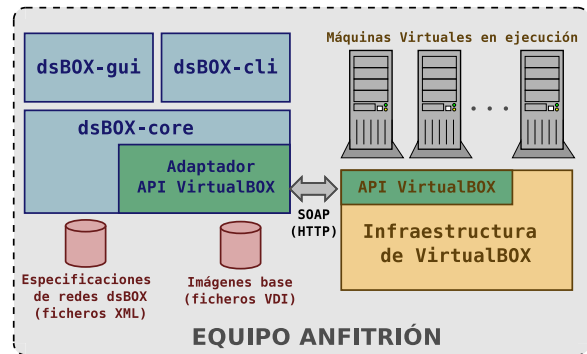 dsBOX-gui
dsBOX-cli
dsBOX-core
Adaptador
API VirtualBOX
Especificaciones
de redes dsBOX
(ficheros XML)
Imágenes base
(ficheros VDI)
SOAP
(HTTP)
Máquinas Virtuales en ejecución
. . .
API VirtualBOX
Infraestructura
de VirtualBOX
EQUIPO ANFITRIÓN